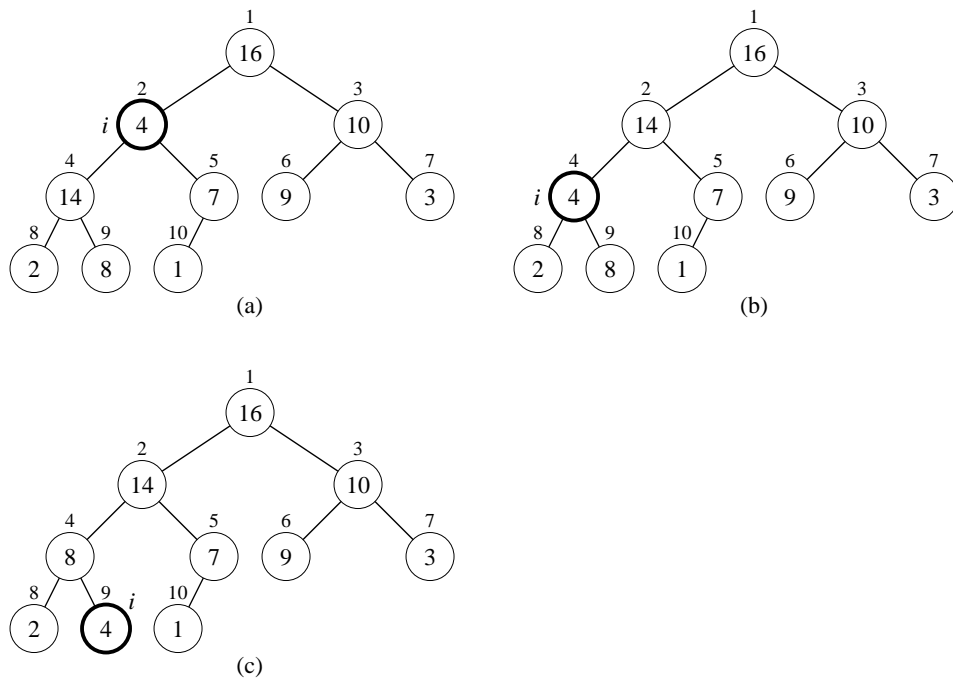 1 1
16 16
2 3 2 3
i 4 10 14 10
4 5 6 7 4 5 6 7
14 7 9 3 i 4 7 9 3
8 9 10 8 9 10
2 8 1 2 8 1
(a) (b)
1
16
2 3
14 10
4 5 6 7
8 7 9 3
8 9 i 10
2 4 1
(c)